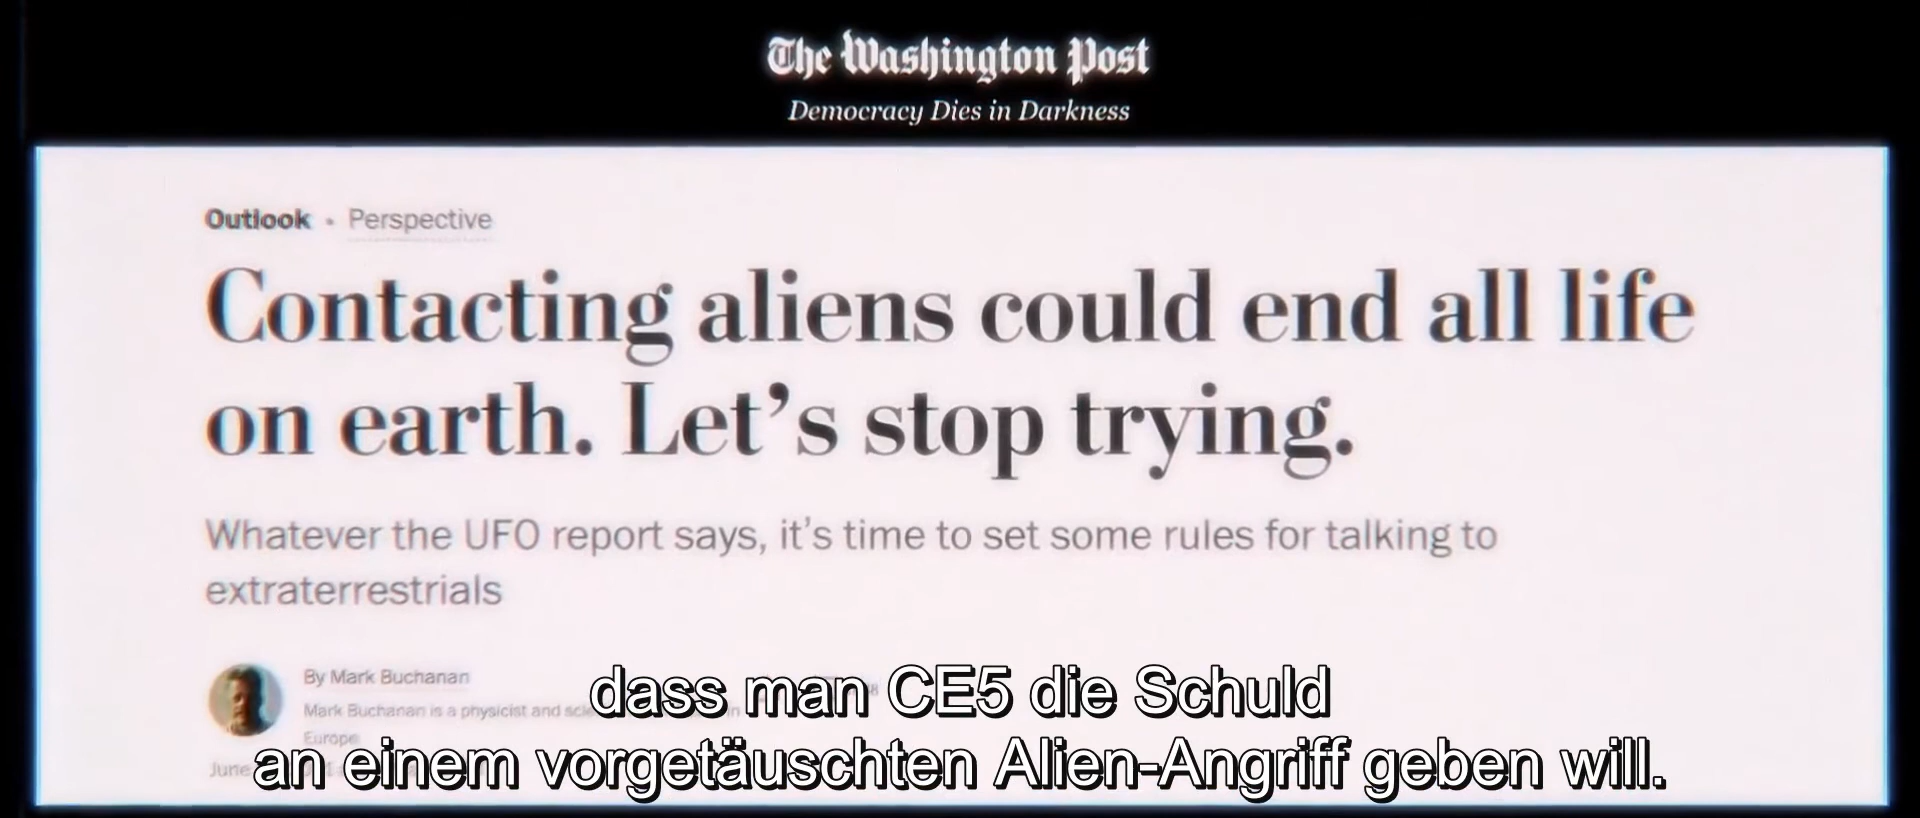 The Washington Post
Democracy Dies in Darkness
Outlook • Perspective
Contacting aliens could end all life
on earth. Let’s stop trying.
Whatever the UFO report says, it’s time to set some rules for talking to
extraterrestrials
By Mark Buchanan
Mark Buchanan is a physicist and in
Europe
June
dass man CE5 die Schuld
an einem vorgetäuschten Alien-Angriff geben will.